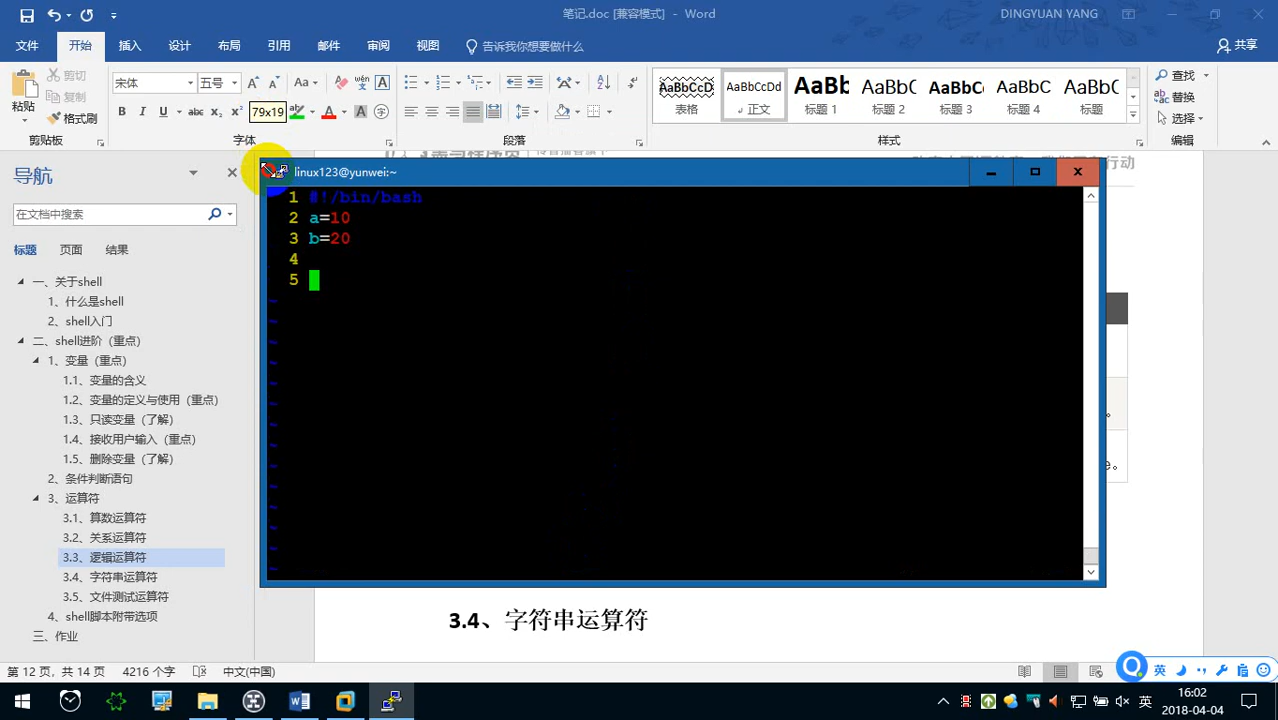 笔记.doc [兼容模式] - Word
DINGYUAN YANG
文件 开始 插入 设计 布局 引用 邮件 审阅 视图 告诉我你想要做什么 共享
粘贴 剪切 复制 格式刷
宋体 五号
79x19
AaBbCcD AaBbCcDd AaBb AaBbC AaBbC AaBbCcD AaBbC
表格 正文 标题 1 标题 2 标题 3 标题 4 标题
查找 替换 选择
剪贴板 字体 段落 样式 编辑
导航
在文档中搜索
标题 页面 结果
一、关于shell
1、什么是shell
2、shell入门
二、shell进阶（重点）
1、变量（重点）
1.1、变量的含义
1.2、变量的定义与使用（重点）
1.3、只读变量（了解）
1.4、接收用户输入（重点）
1.5、删除变量（了解）
2、条件判断语句
3、运算符
3.1、算数运算符
3.2、关系运算符
3.3、逻辑运算符
3.4、字符串运算符
3.5、文件测试运算符
4、shell脚本附带选项
三、作业
linux123@yunwei:~
1 #!/bin/bash
2 a=10
3 b=20
4
5
e。
3.4、字符串运算符
第 12 页，共 14 页 4216 个字 中文(中国)
英
英 16:02
2018-04-04